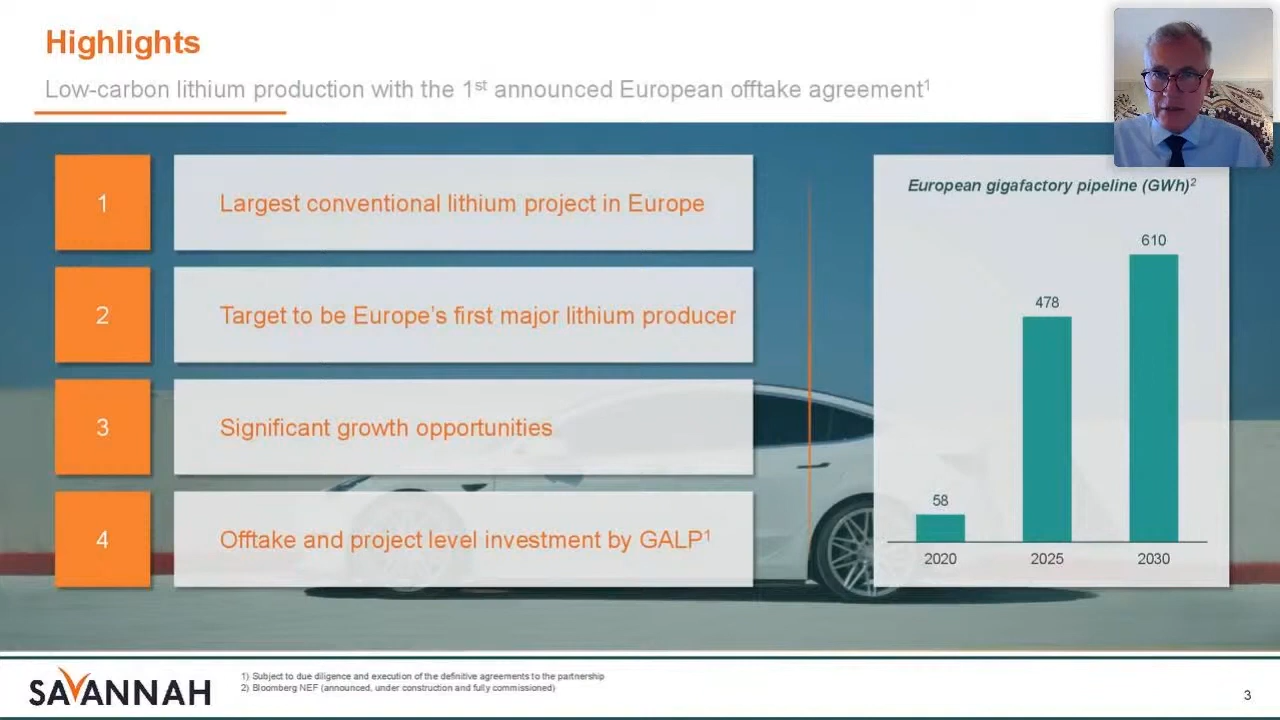 Highlights
Low-carbon lithium production with the 1st announced European offtake agreement1
1
Largest conventional lithium project in Europe
2
Target to be Europe's first major lithium producer
3
Significant growth opportunities
4
Offtake and project level investment by GALP1
European gigafactory pipeline (GWh)2
610
478
58
2020 2025 2030
SAVANNAH
1) Subject to due diligence and execution of the definitive agreements to the partnership
2) Bloomberg NEF (announced, under construction and fully commissioned)
3